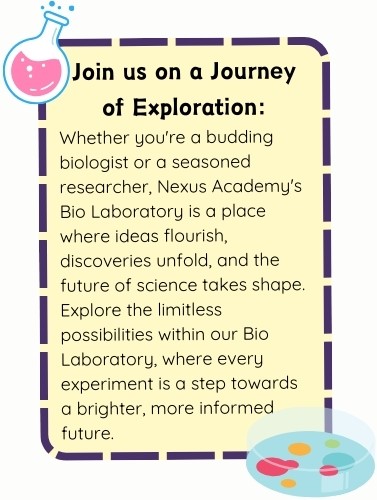 Join us on a Journey
of Exploration:
Whether you're a budding
biologist or a seasoned
researcher, Nexus Academy's
Bio Laboratory is a place
where ideas flourish,
discoveries unfold, and the
future of science takes shape.
Explore the limitless
possibilities within our Bio
Laboratory, where every
experiment is a step towards
a brighter, more informed
future.